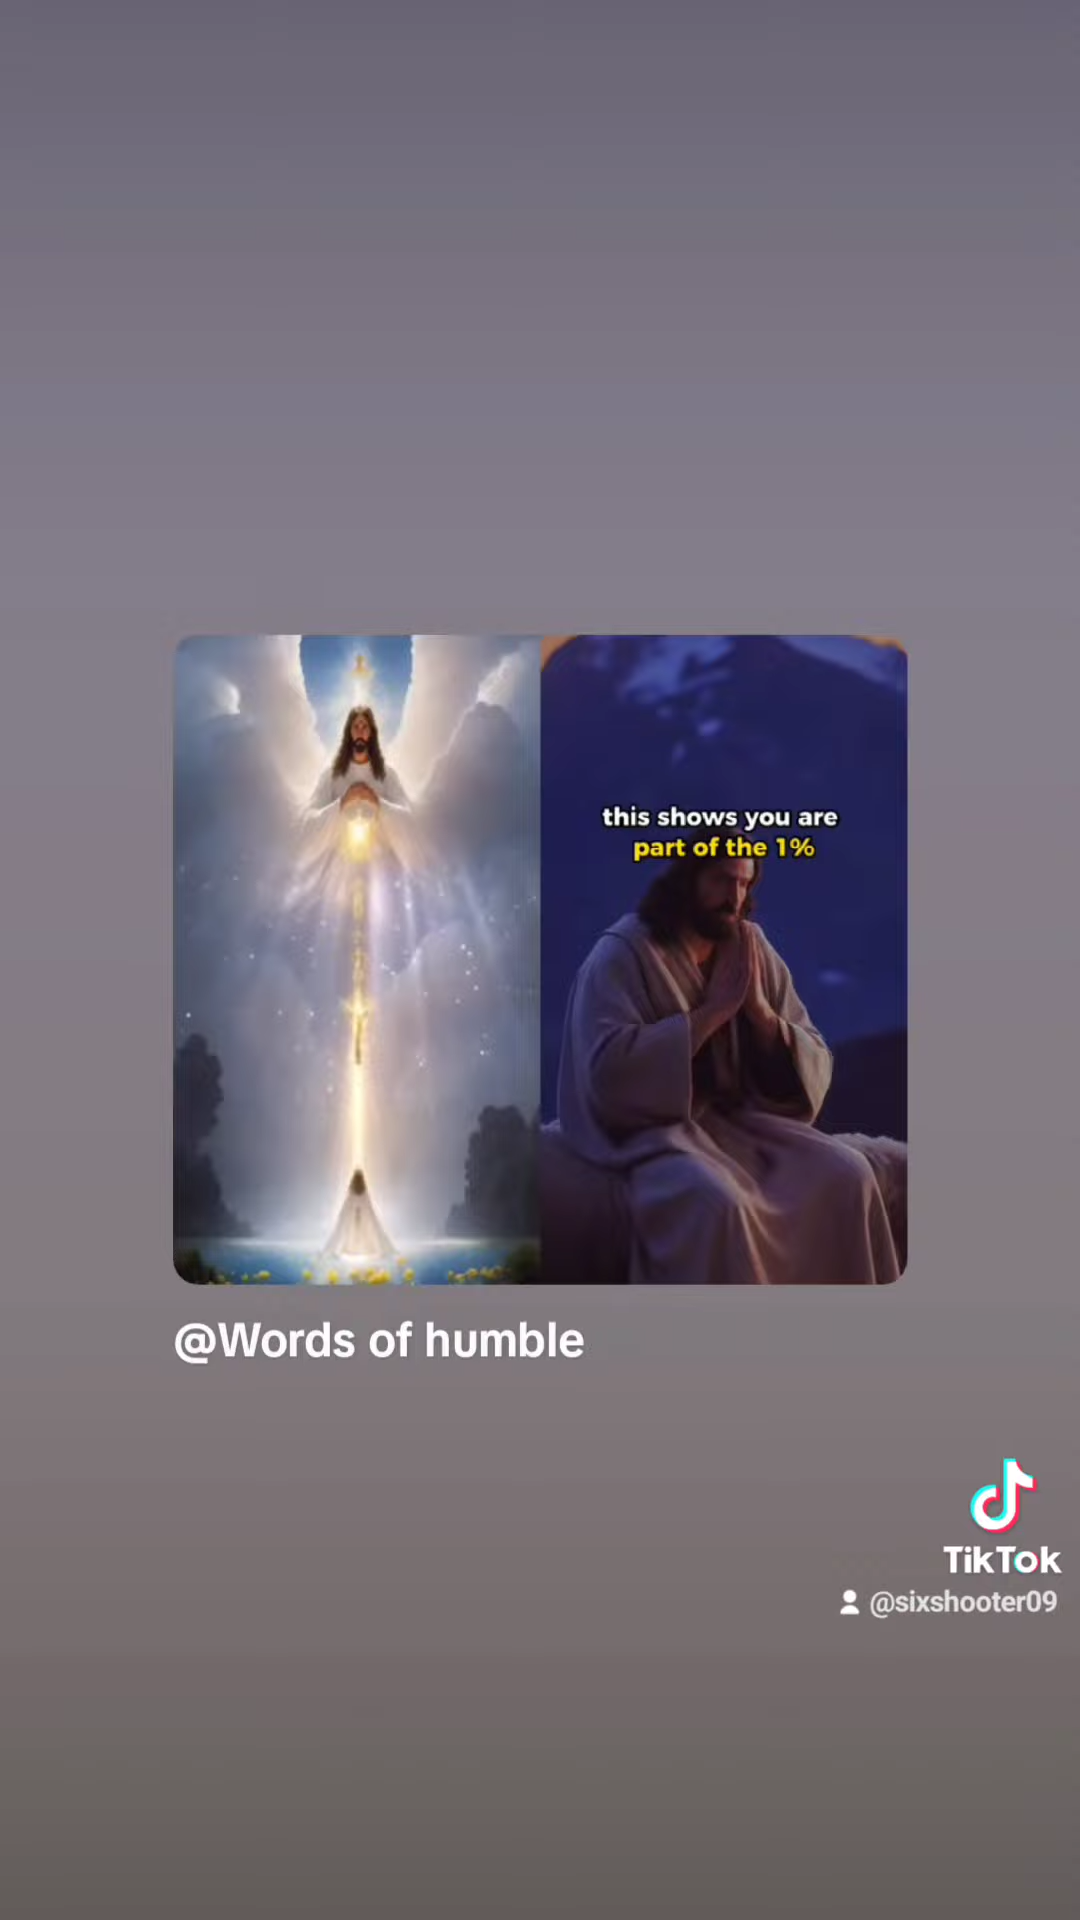 this shows you are
part of the 1%
@Words of humble
TikTok
@sixshooter09